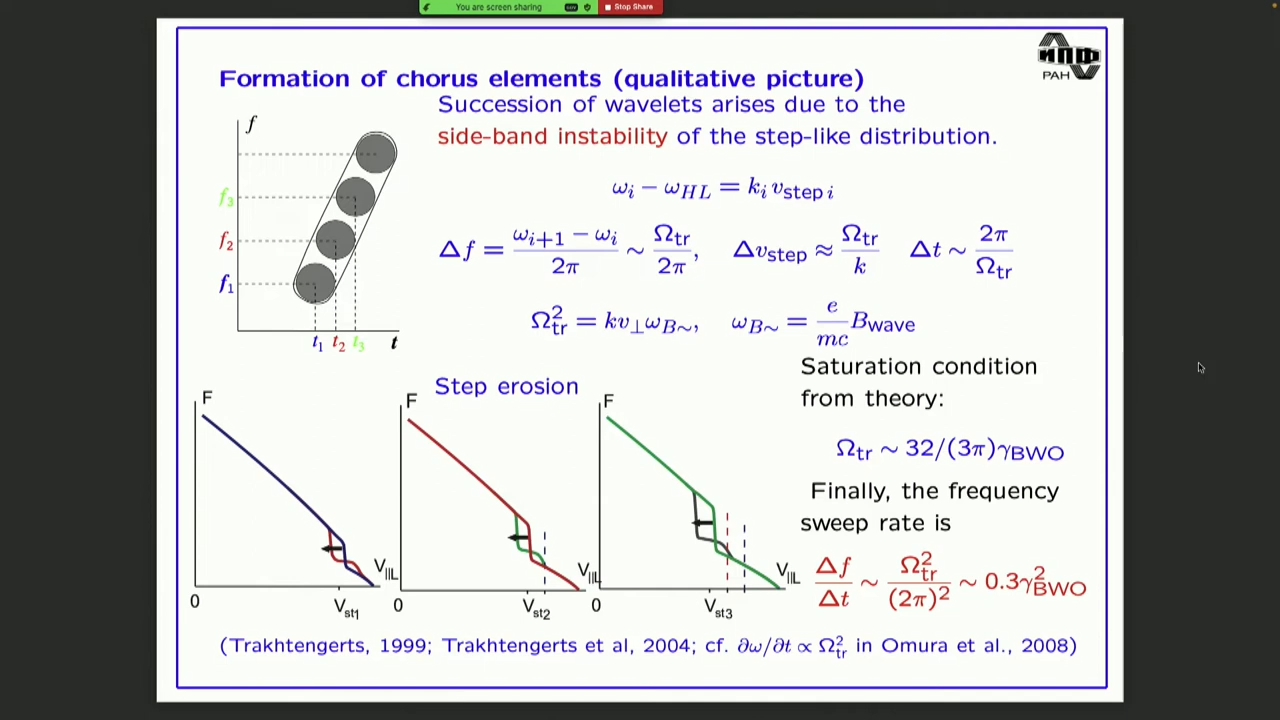 You are screen sharing
Stop Share
ИПФ
РАН
Formation of chorus elements (qualitative picture)
Succession of wavelets arises due to the
side-band instability of the step-like distribution.
f
f₃
f₂
f₁
t₁ t₂ t₃ t
ωᵢ − ω_HL = kᵢ v_step i
Δf = (ωᵢ₊₁ − ωᵢ)/2π ∼ Ω_tr/2π, Δv_step ≈ Ω_tr/k Δt ∼ 2π/Ω_tr
Ω²_tr = kv_⊥ω_B∼, ω_B∼ = e/mc B_wave
Step erosion
F
V_∥L
0 V_st1
F
V_∥L
0 V_st2
F
V_∥L
0 V_st3
Saturation condition
from theory:
Ω_tr ∼ 32/(3π)γ_BWO
Finally, the frequency
sweep rate is
Δf/Δt ∼ Ω²_tr/(2π)² ∼ 0.3γ²_BWO
(Trakhtengerts, 1999; Trakhtengerts et al, 2004; cf. ∂ω/∂t ∝ Ω²_tr in Omura et al., 2008)